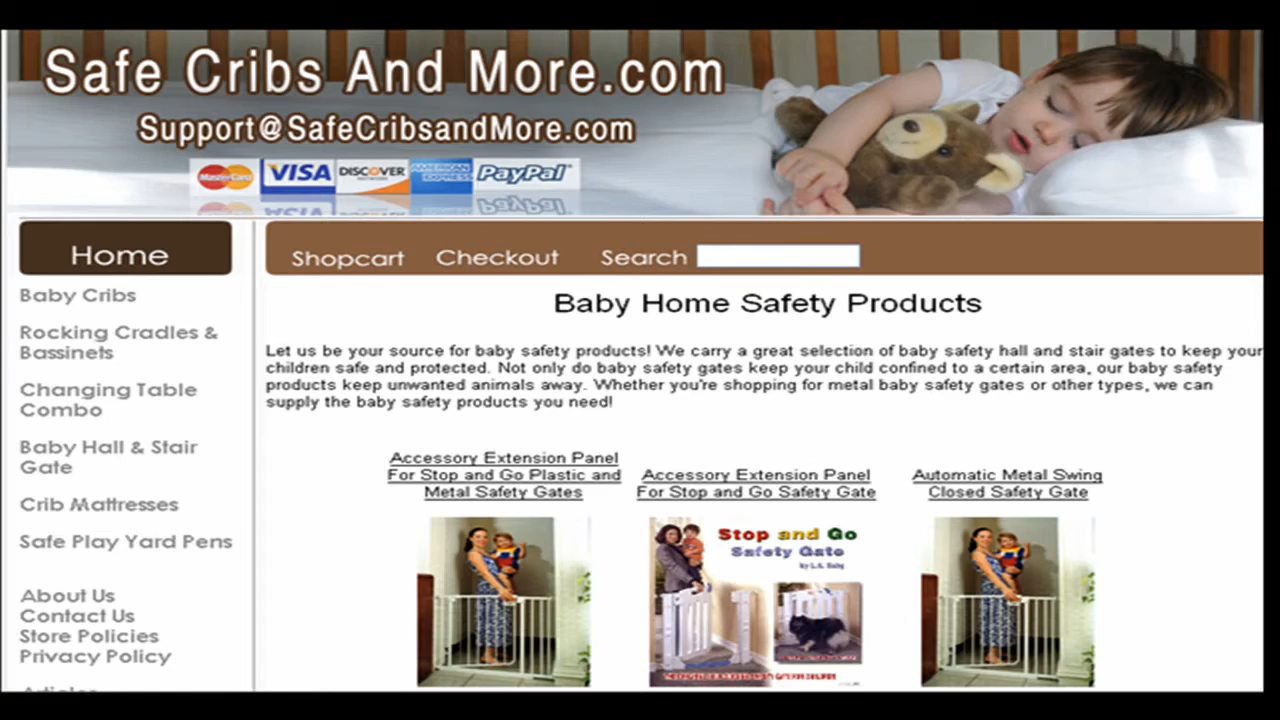 Safe Cribs And More.com
Support@SafeCribsandMore.com
MasterCard VISA DISCOVER AMERICAN EXPRESS PayPal
Home
Shopcart Checkout Search
Baby Cribs
Rocking Cradles &
Bassinets
Changing Table
Combo
Baby Hall & Stair
Gate
Crib Mattresses
Safe Play Yard Pens
About Us
Contact Us
Store Policies
Privacy Policy
Articles
Baby Home Safety Products
Let us be your source for baby safety products! We carry a great selection of baby safety hall and stair gates to keep your
children safe and protected. Not only do baby safety gates keep your child confined to a certain area, our baby safety
products keep unwanted animals away. Whether you're shopping for metal baby safety gates or other types, we can
supply the baby safety products you need!
Accessory Extension Panel
For Stop and Go Plastic and
Metal Safety Gates
Accessory Extension Panel
For Stop and Go Safety Gate
Automatic Metal Swing
Closed Safety Gate
Stop and Go
Safety Gate
by L.A. Baby